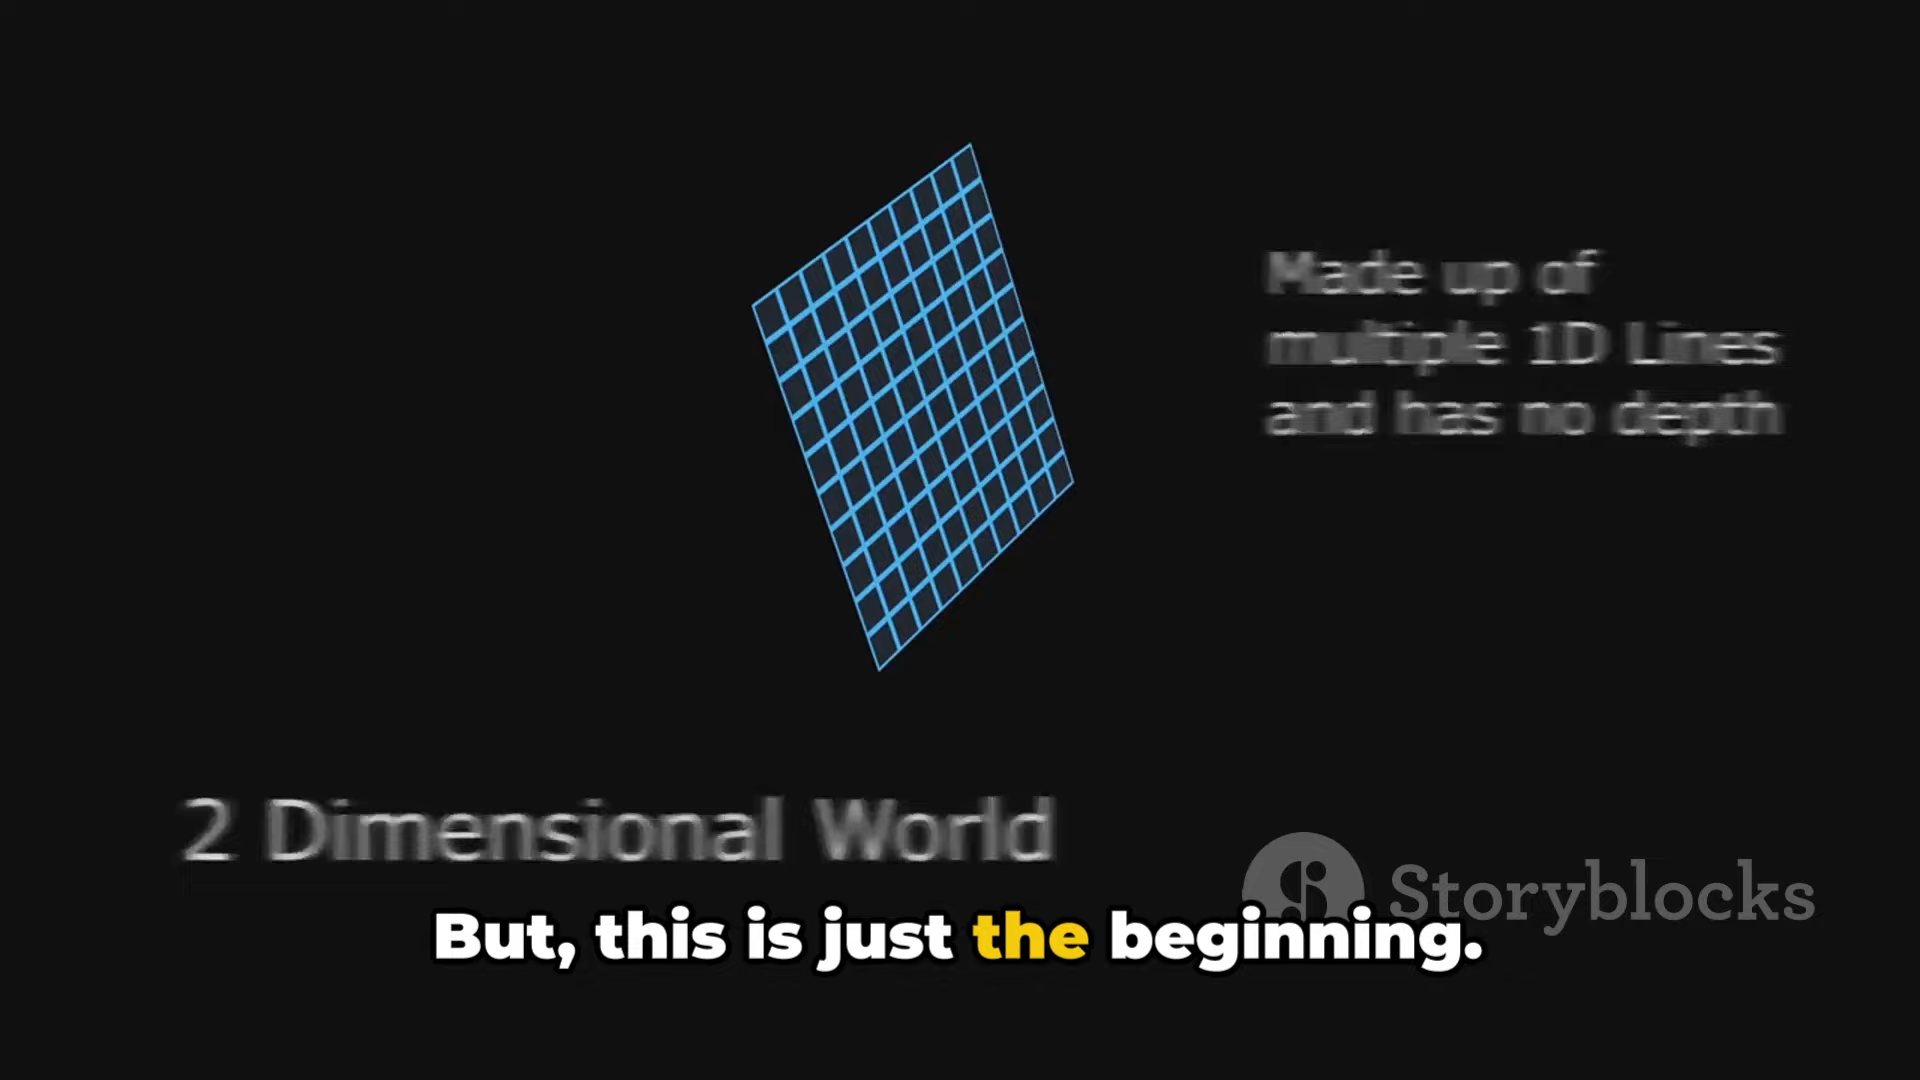 Made up of
multiple 1D Lines
and has no depth
2 Dimensional World
Storyblocks
But, this is just the beginning.